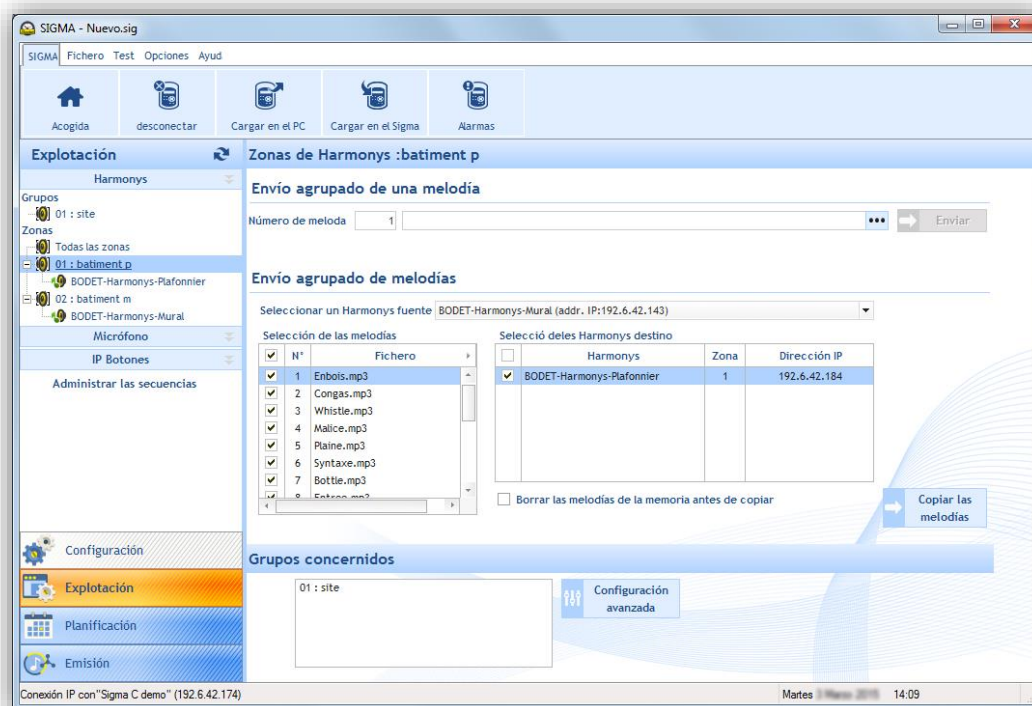 SIGMA - Nuevo.sig
SIGMA Fichero Test Opciones Ayud
Acogida desconectar Cargar en el PC Cargar en el Sigma Alarmas
Explotación
Harmonys
Grupos
01 : site
Zonas
Todas las zonas
01 : batiment p
BODET-Harmonys-Plafonnier
02 : batiment m
BODET-Harmonys-Mural
Micrófono
IP Botones
Administrar las secuencias
Configuración
Explotación
Planificación
Emisión
Zonas de Harmonys :batiment p
Envío agrupado de una melodía
Número de meloda 1 ••• Enviar
Envío agrupado de melodías
Seleccionar un Harmonys fuente BODET-Harmonys-Mural (addr. IP:192.6.42.143)
Selección de las melodías
N° Fichero
1 Enbois.mp3
2 Congas.mp3
3 Whistle.mp3
4 Malice.mp3
5 Plaine.mp3
6 Syntaxe.mp3
7 Bottle.mp3
Selecció deles Harmonys destino
Harmonys Zona Dirección IP
BODET-Harmonys-Plafonnier 1 192.6.42.184
Borrar las melodías de la memoria antes de copiar
Copiar las
melodías
Grupos concernidos
01 : site
Configuración
avanzada
Conexión IP con"Sigma C demo" (192.6.42.174)
Martes 14:09